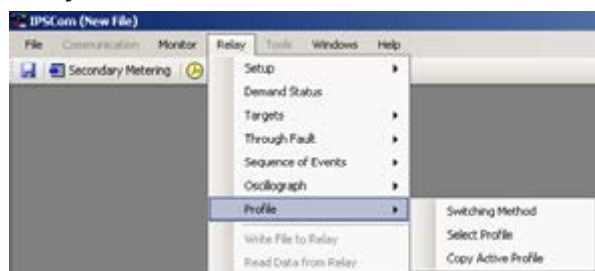 IPSCom (New File)
File Communication Monitor Relay Tools Windows Help
Secondary Metering
Setup
Demand Status
Targets
Through Fault
Sequence of Events
Oscillograph
Profile
Switching Method
Select Profile
Copy Active Profile
Write File to Relay
Read Data from Relay